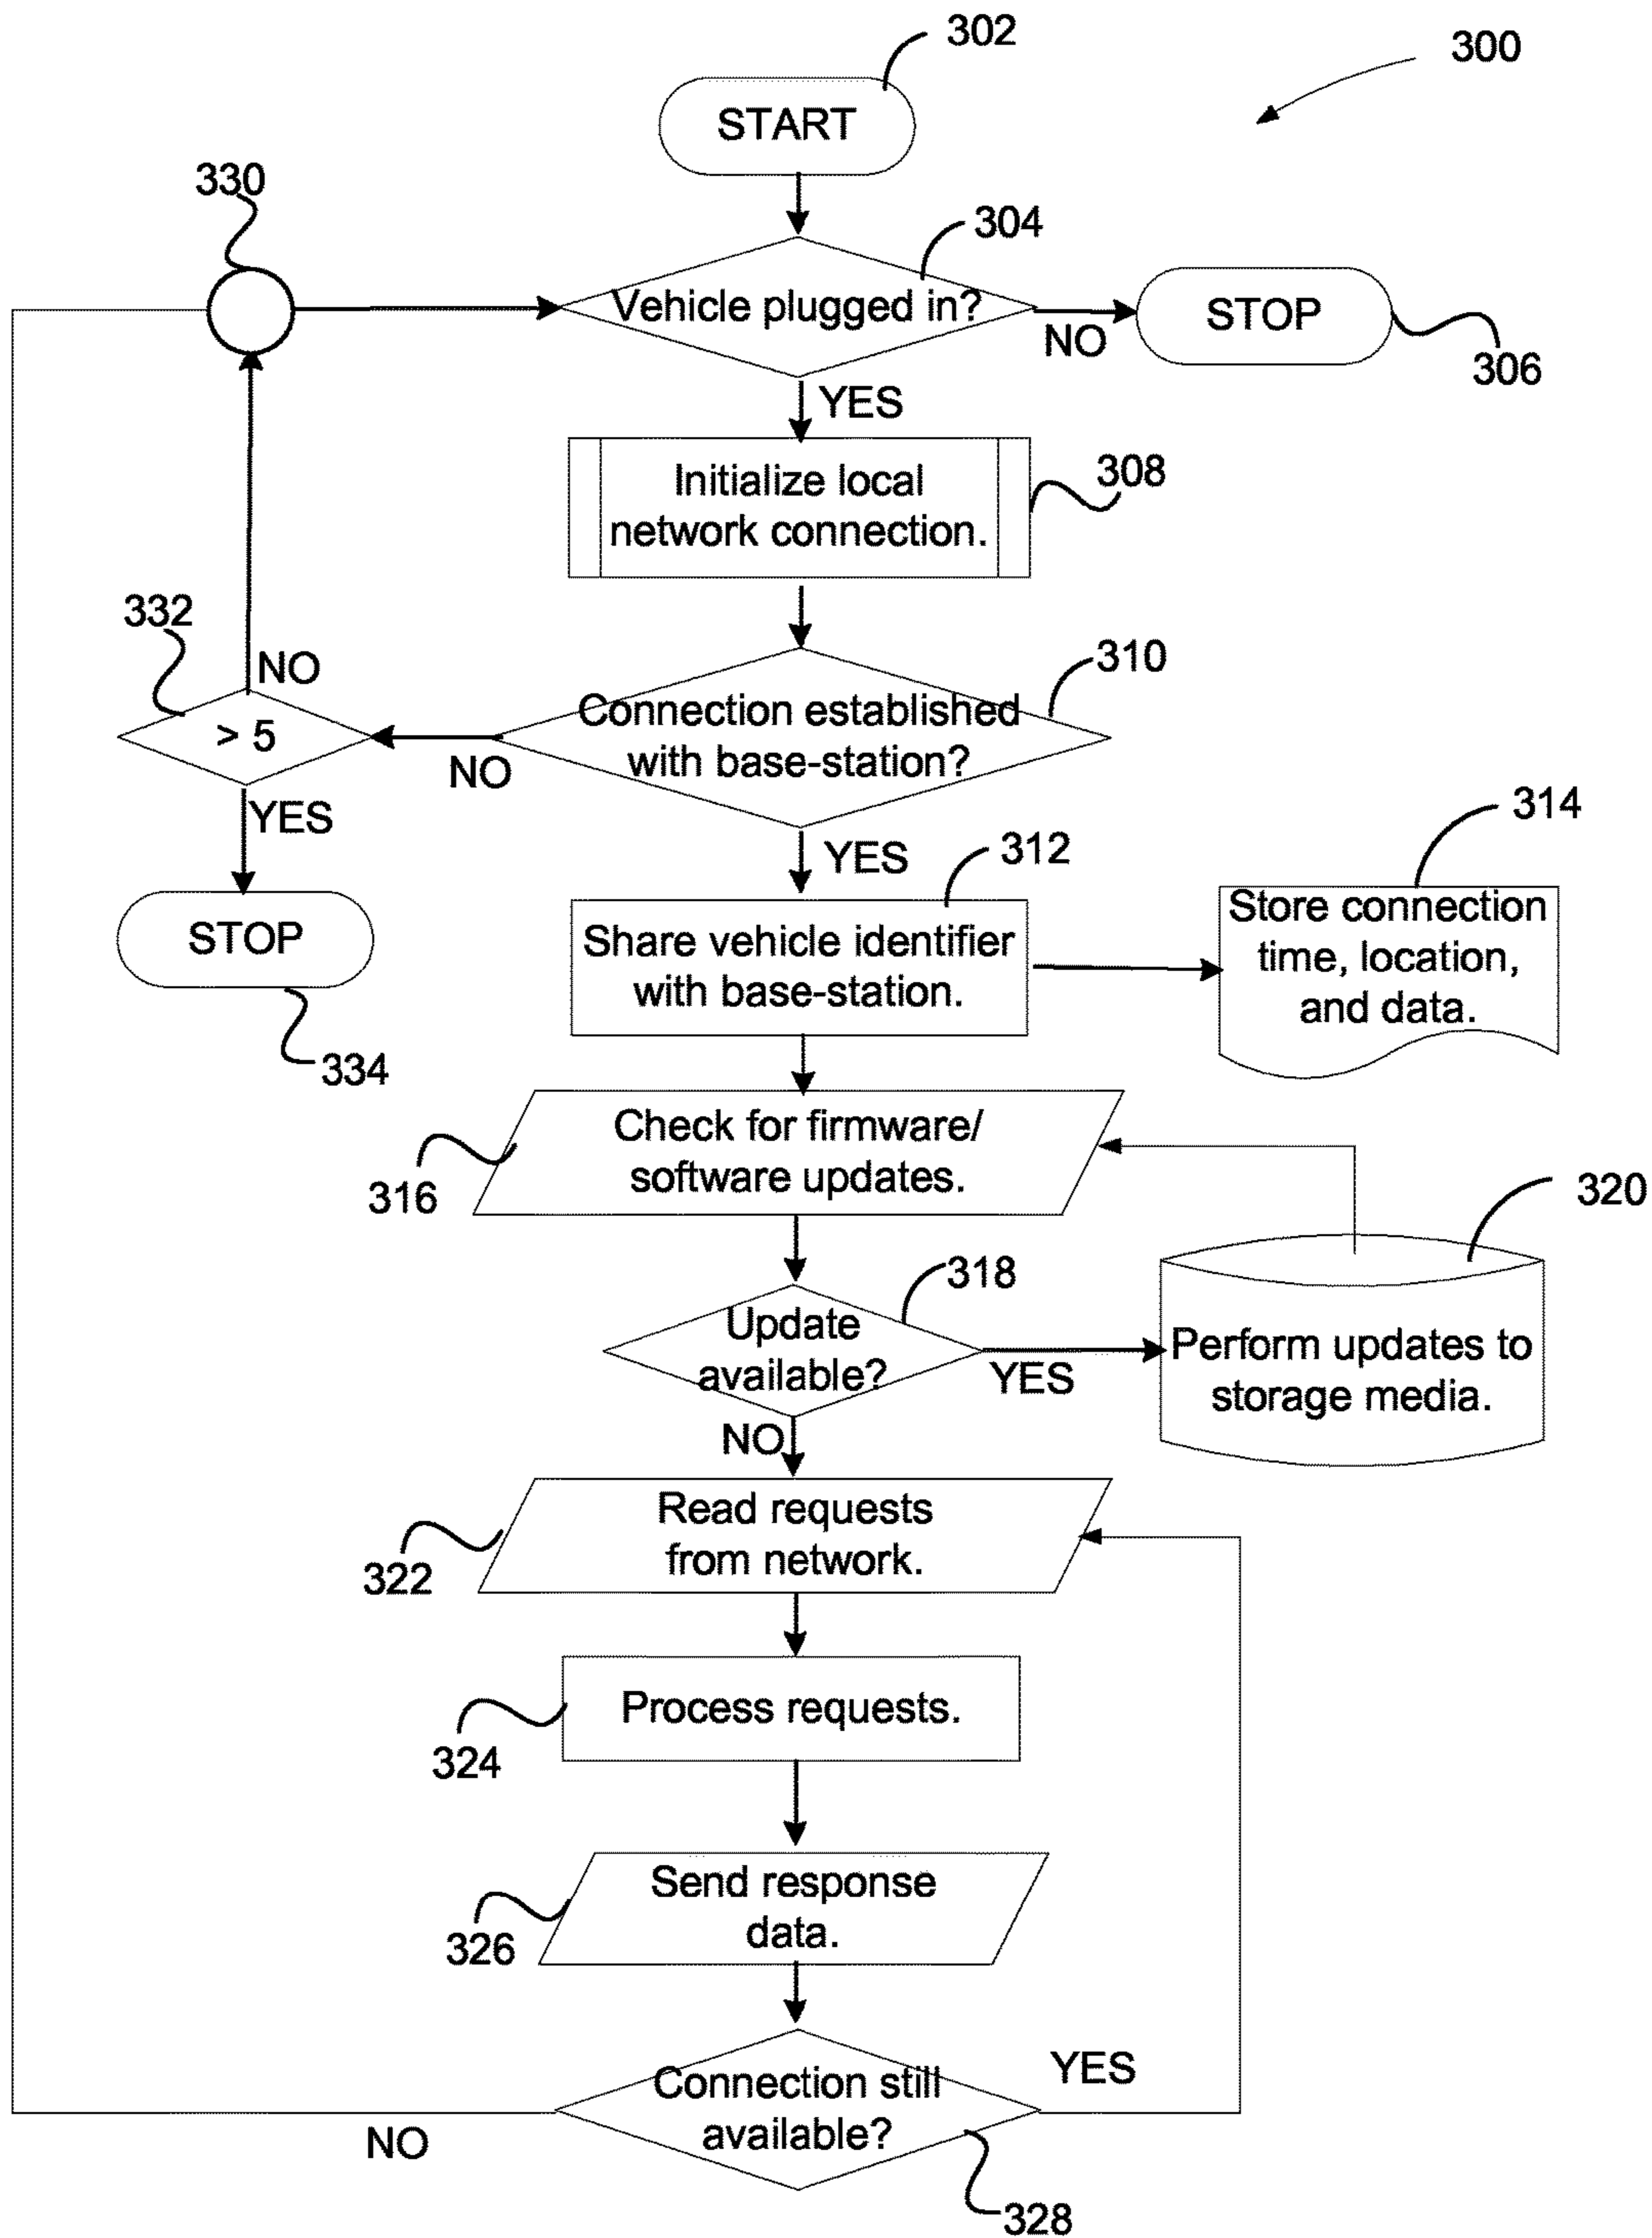 302
300
START
330
304
Vehicle plugged in?
STOP
NO
306
YES
Initialize local
network connection.
308
332
NO
310
> 5
Connection established
with base-station?
NO
YES
YES
312
314
STOP
Share vehicle identifier
with base-station.
Store connection
time, location,
and data.
334
Check for firmware/
software updates.
316
320
318
Update
available?
YES
Perform updates to
storage media.
NO
Read requests
from network.
322
Process requests.
324
Send response
data.
326
Connection still
available?
YES
NO
328